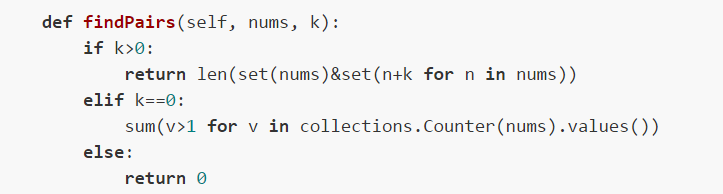 def findPairs(self, nums, k):
    if k>0:
        return len(set(nums)&set(n+k for n in nums))
    elif k==0:
        sum(v>1 for v in collections.Counter(nums).values())
    else:
        return 0